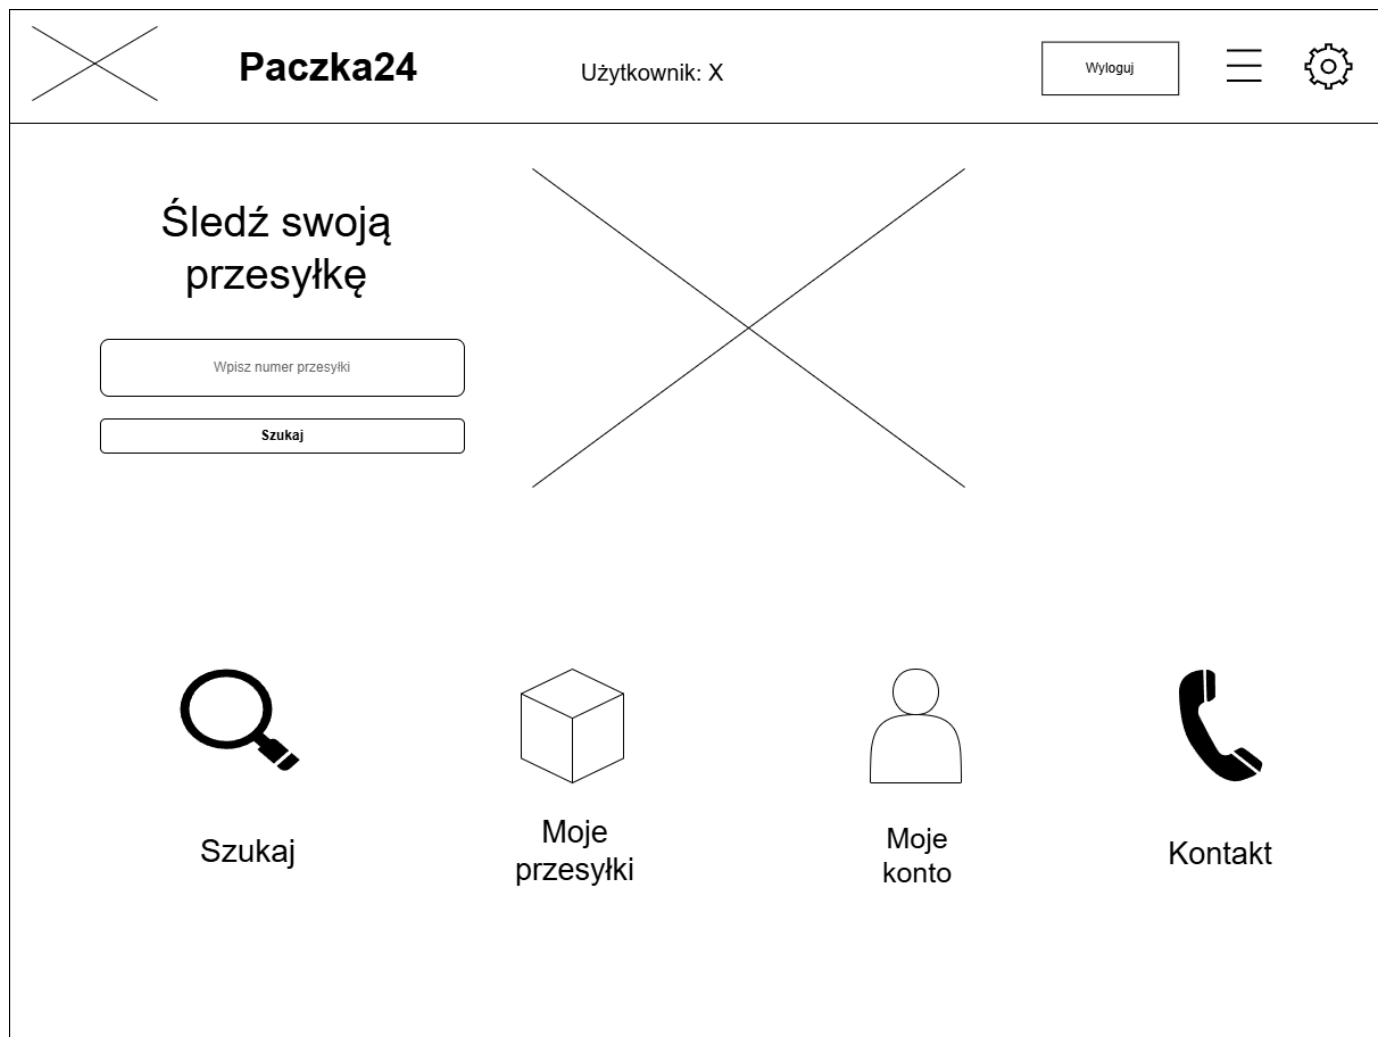 Paczka24
Użytkownik: X
Wyloguj
Śledź swoją
przesyłkę
Wpisz numer przesyłki
Szukaj
Szukaj
Moje
przesyłki
Moje
konto
Kontakt